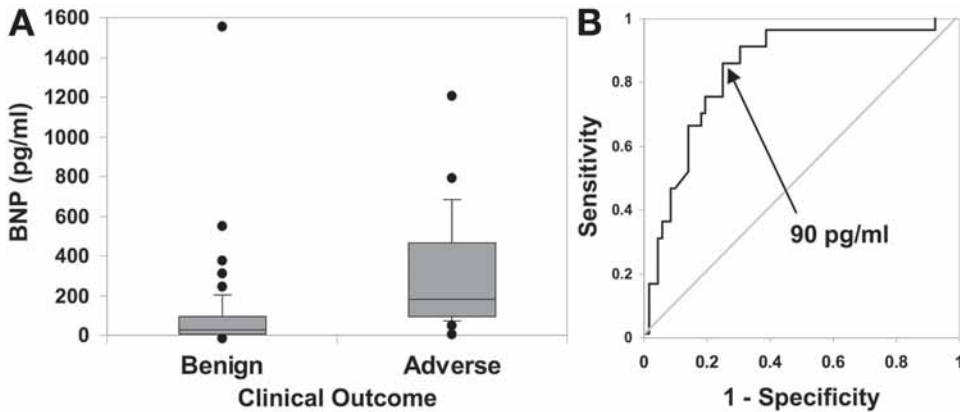 A
1600
1400
1200
1000
800
600
400
200
0
BNP (pg/ml)
Benign
Adverse
Clinical Outcome
B
1
0.8
0.6
0.4
0.2
0
Sensitivity
90 pg/ml
0
0.2
0.4
0.6
0.8
1
1 - Specificity